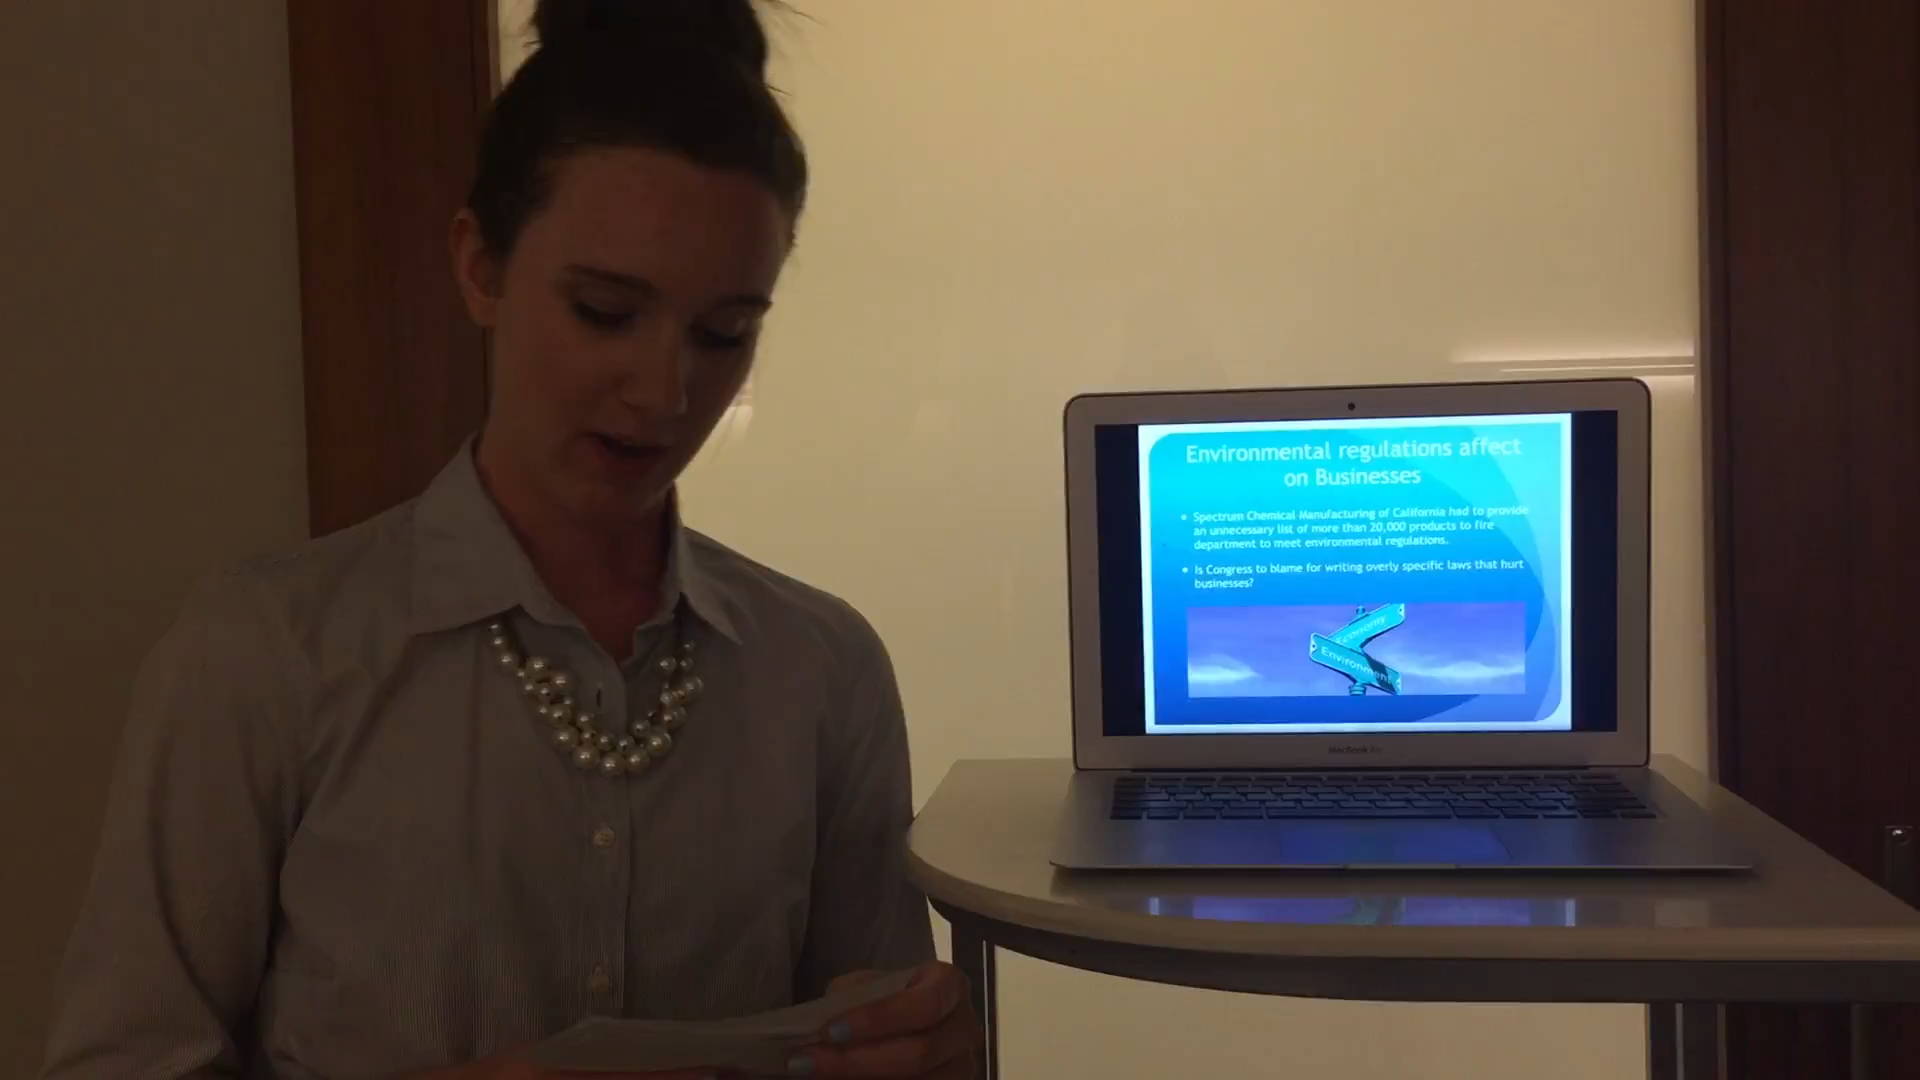 Environmental regulations affect
on Businesses
Spectrum Chemical Manufacturing of California had to provide
an unnecessary list of more than 20,000 products to fire
department to meet environmental regulations.
Is Congress to blame for writing overly specific laws that hurt
businesses?
Economy
Environment
MacBook Air